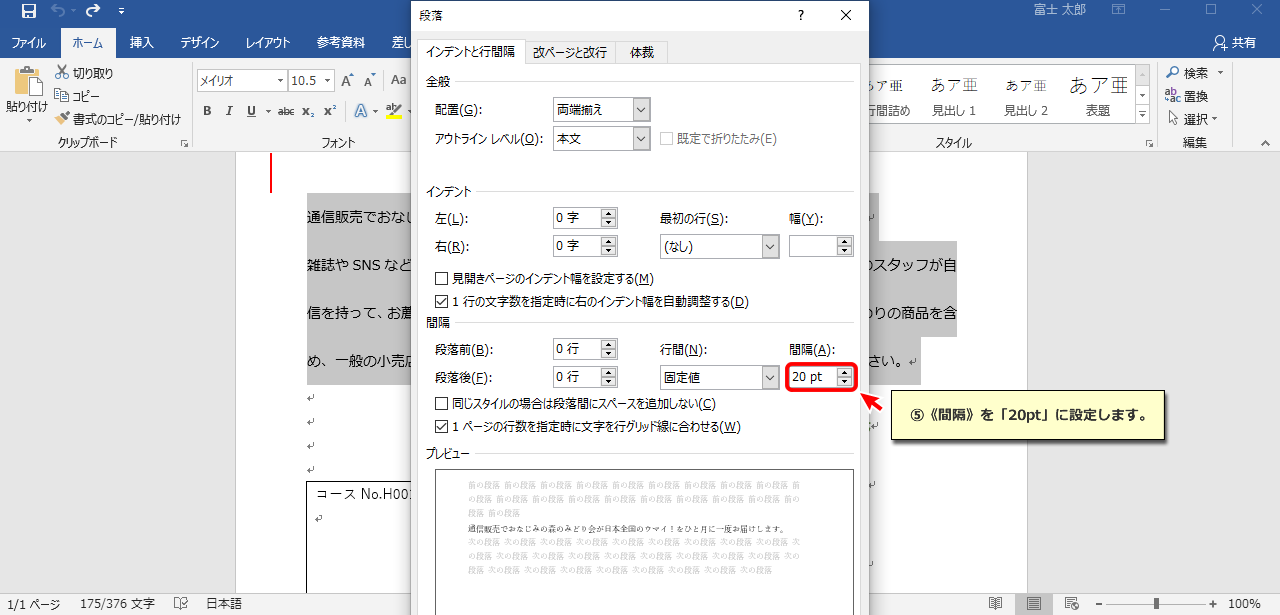 段落
? ×
富士 太郎
ファイル ホーム 挿入 デザイン レイアウト 参考資料 差し
共有
インデントと行間隔 改ページと改行 体裁
貼り付け
切り取り
コピー
書式のコピー/貼り付け
クリップボード
メイリオ 10.5 A A Aa
B I U abc x₂ x² A ab
フォント
あア亜 あア亜 あア亜 あア亜
行間詰め 見出し 1 見出し 2 表題
スタイル
検索
置換
選択
編集
全般
配置(G): 両端揃え
アウトライン レベル(O): 本文 既定で折りたたみ(E)
インデント
左(L): 0 字 最初の行(S): 幅(Y):
右(R): 0 字 (なし)
見開きページのインデント幅を設定する(M)
1 行の文字数を指定時に右のインデント幅を自動調整する(D)
間隔
段落前(B): 0 行 行間(N): 間隔(A):
段落後(F): 0 行 固定値 20 pt
同じスタイルの場合は段落間にスペースを追加しない(C)
1 ページの行数を指定時に文字を行グリッド線に合わせる(W)
プレビュー
前の段落 前の段落 前の段落 前の段落 前の段落 前の段落 前の段落 前の段落 前の段落 前
の段落 前の段落 前の段落 前の段落 前の段落 前の段落 前の段落 前の段落 前の段落 前の
段落 前の段落
通信販売でおなじみの森のみどり会が日本全国のウマイ！をひと月に一度お届けします。
次の段落 次の段落 次の段落 次の段落 次の段落 次の段落 次の段落 次の段落 次の段落 次
の段落 次の段落 次の段落 次の段落 次の段落 次の段落 次の段落 次の段落 次の段落 次の
段落 次の段落 次の段落 次の段落 次の段落 次の段落 次の段落 次の段落 次の段落
通信販売でおなじ
雑誌や SNS など のスタッフが自
信を持って、お薦 わりの商品を含
め、一般の小売店 さい。
コース No.H001
⑤《間隔》を「20pt」に設定します。
1/1 ページ 175/376 文字 日本語
− + 100%